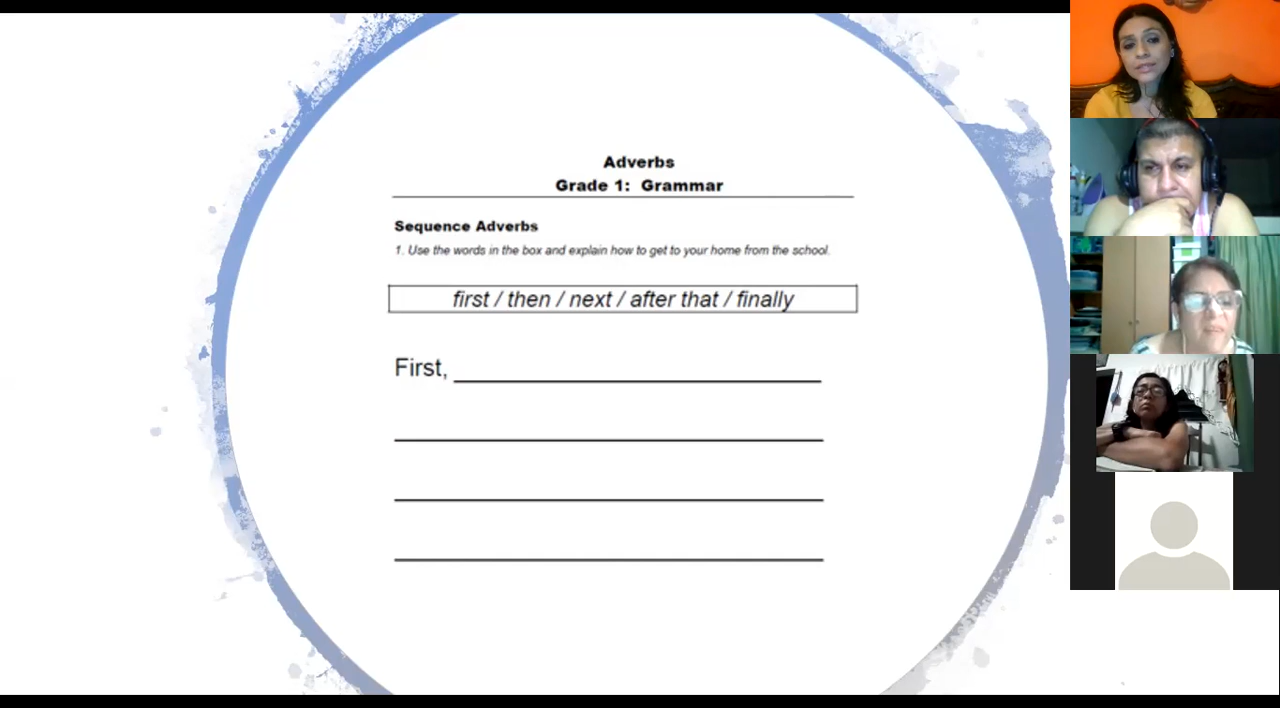 Adverbs
Grade 1: Grammar
Sequence Adverbs
1. Use the words in the box and explain how to get to your home from the school.
first / then / next / after that / finally
First,